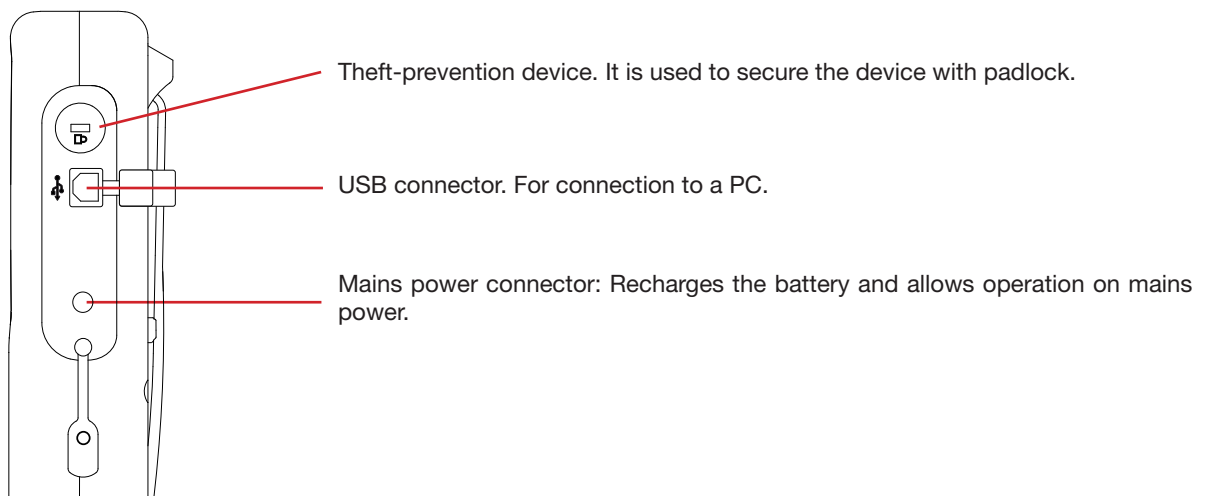 Theft-prevention device. It is used to secure the device with padlock.
USB connector. For connection to a PC.
Mains power connector: Recharges the battery and allows operation on mains
power.